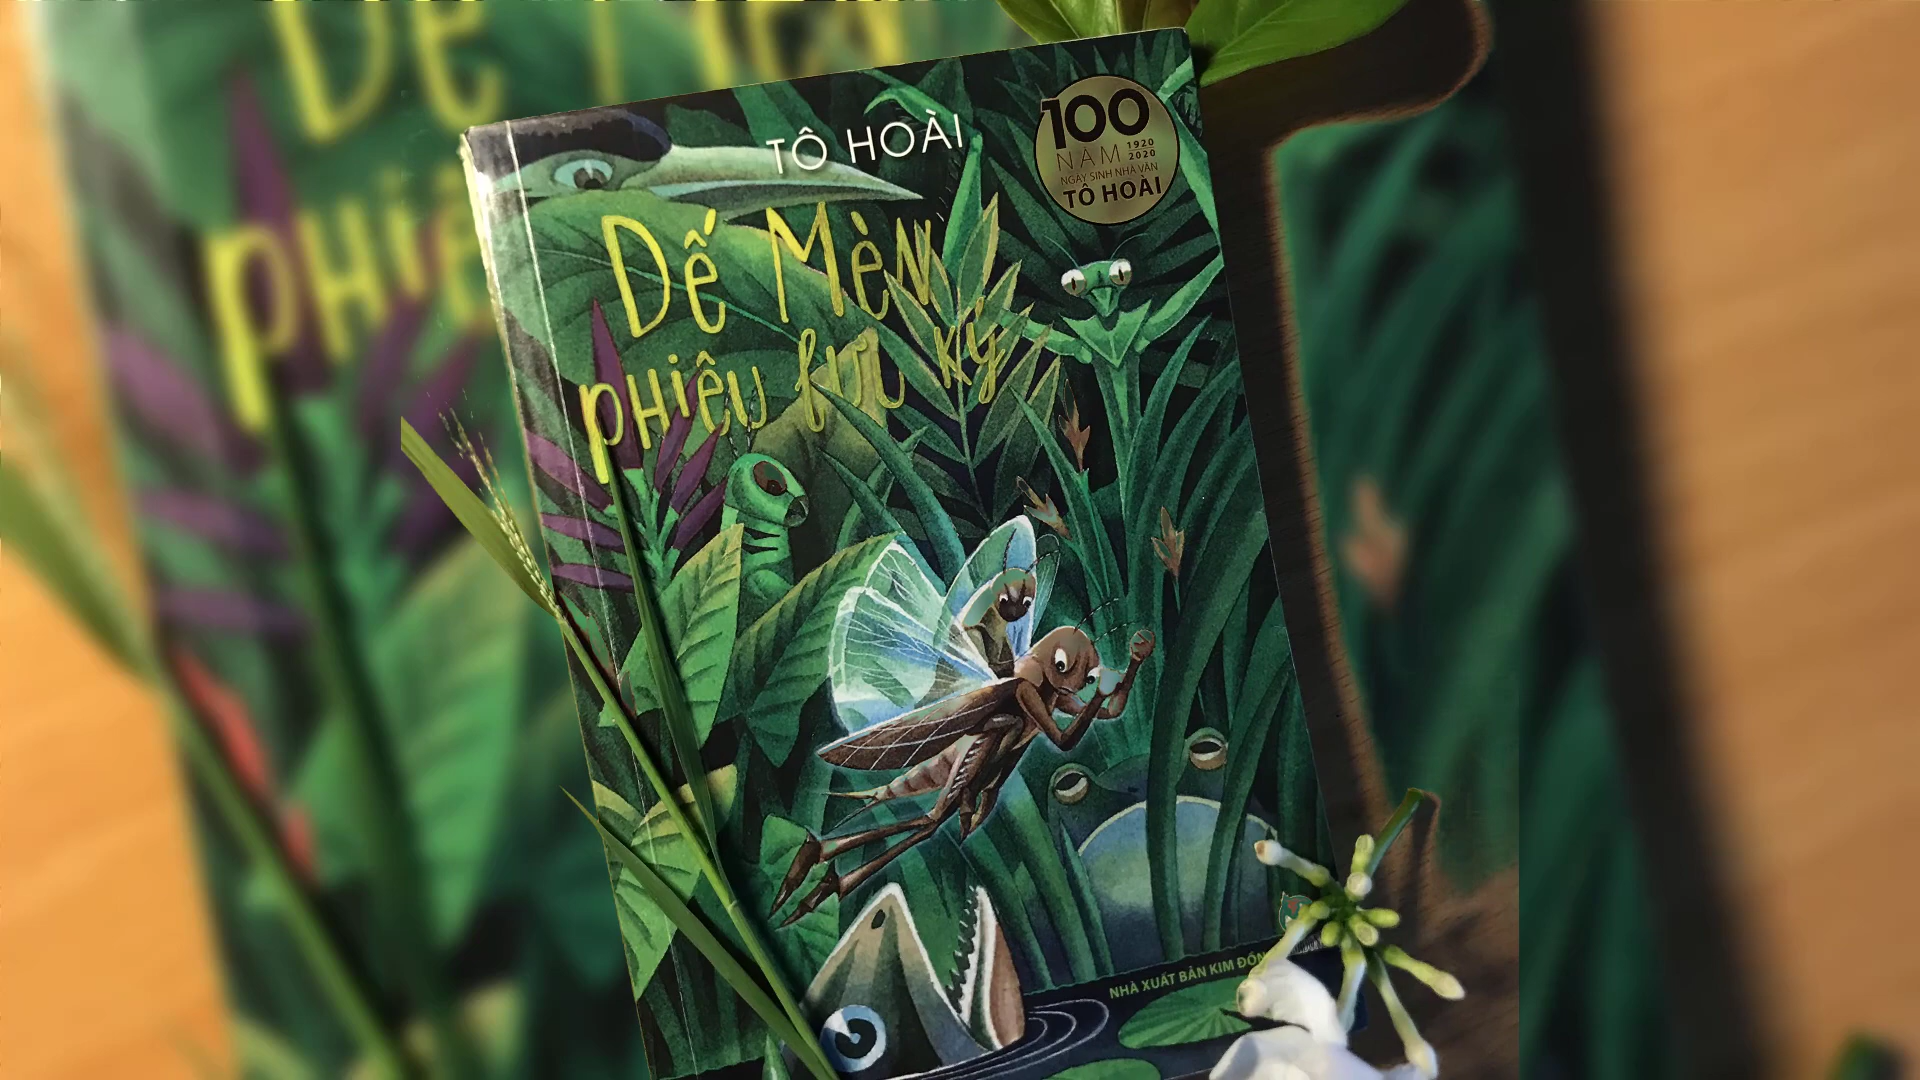 TÔ HOÀI
100
NĂM 1920
2020
NGÀY SINH NHÀ VĂN
TÔ HOÀI
Dế Mèn
phiêu lưu ký
NHÀ XUẤT BẢN KIM